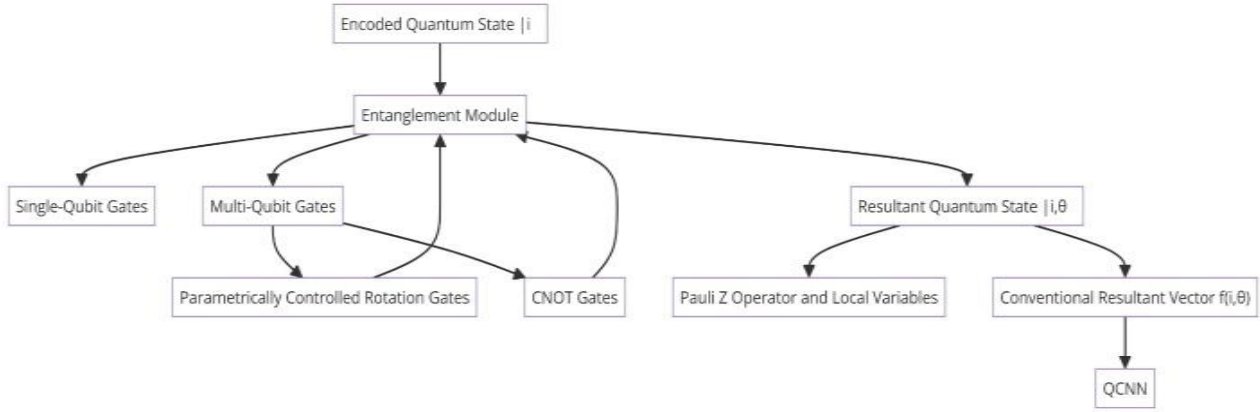 Encoded Quantum State |i
Entanglement Module
Single-Qubit Gates
Multi-Qubit Gates
Resultant Quantum State |i,θ
Parametrically Controlled Rotation Gates
CNOT Gates
Pauli Z Operator and Local Variables
Conventional Resultant Vector f(i,θ)
QCNN